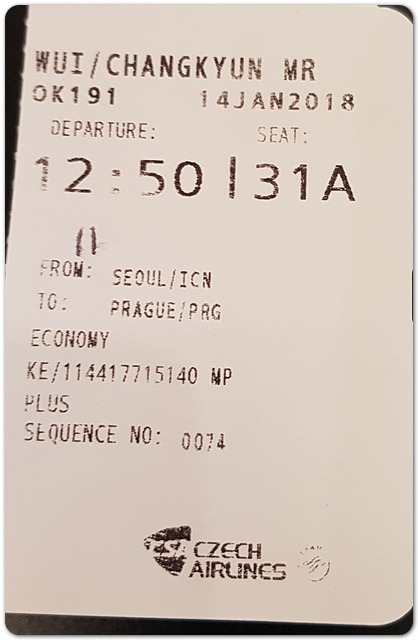 WUI/CHANGKYUN MR
OK191 14JAN2018
DEPARTURE: SEAT:
12:50 31A
FROM: SEOUL/ICN
TO: PRAGUE/PRG
ECONOMY
KE/114417715140 MP
PLUS
SEQUENCE NO: 0074
CZECH
AIRLINES